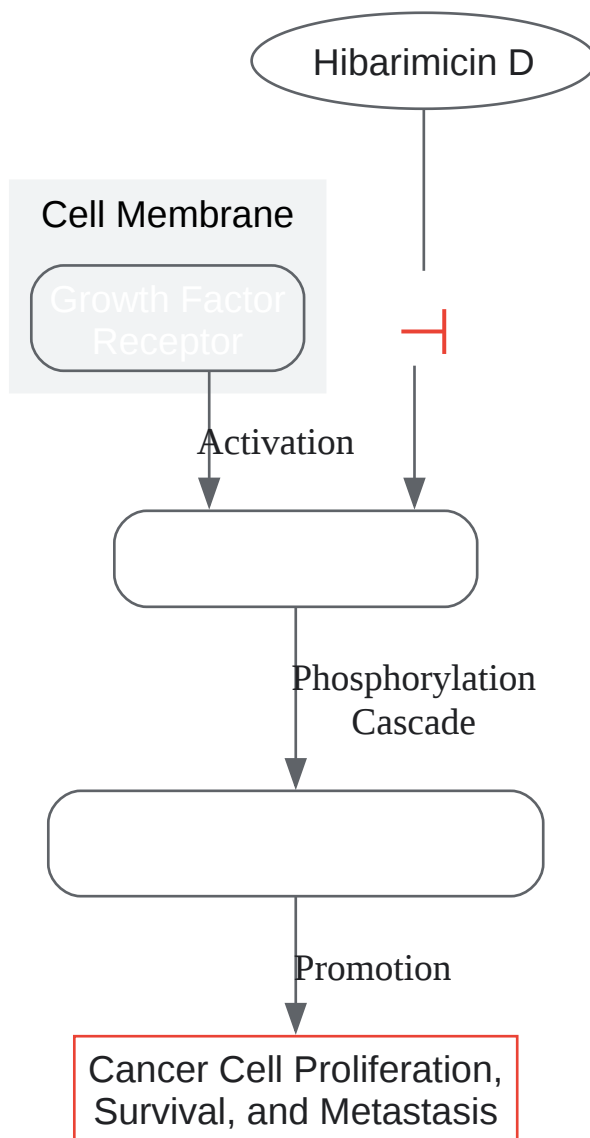 Hibarimicin D
Cell Membrane
Growth Factor
Receptor
Activation
Phosphorylation
Cascade
Promotion
Cancer Cell Proliferation,
Survival, and Metastasis